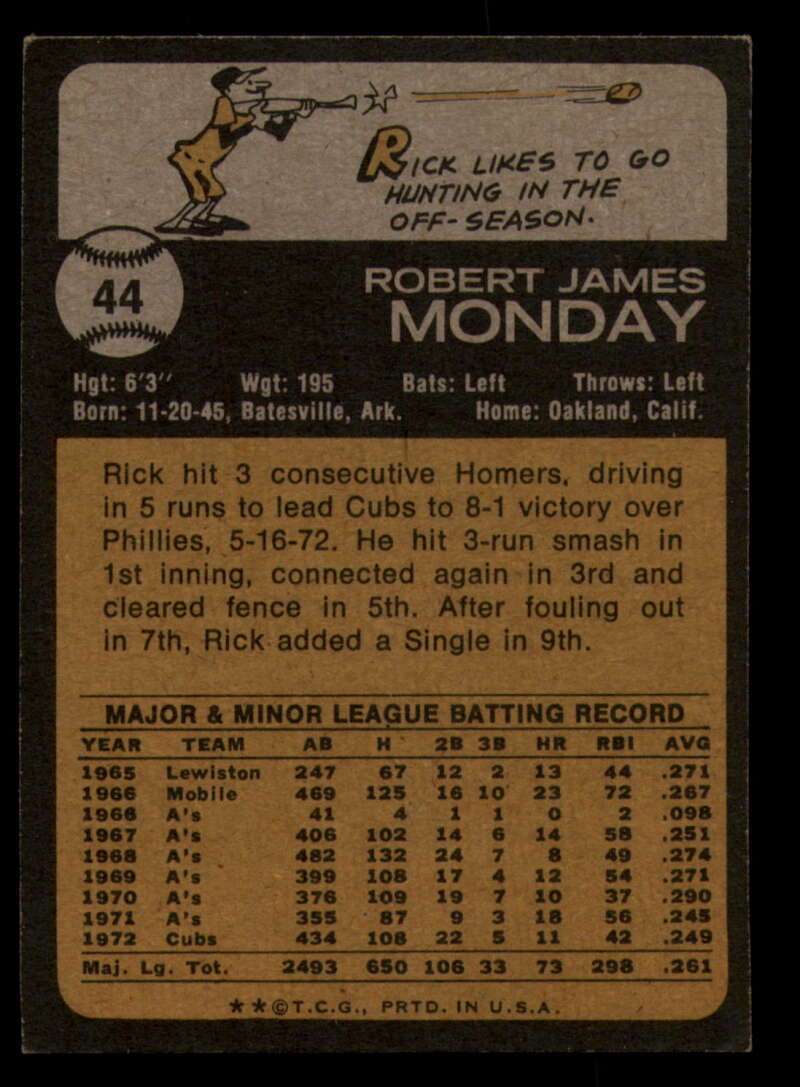 RICK LIKES TO GO
HUNTING IN THE
OFF-SEASON.
44
ROBERT JAMES
MONDAY
Hgt: 6'3" Wgt: 195 Bats: Left Throws: Left
Born: 11-20-45, Batesville, Ark. Home: Oakland, Calif.
Rick hit 3 consecutive Homers, driving
in 5 runs to lead Cubs to 8-1 victory over
Phillies, 5-16-72. He hit 3-run smash in
1st inning, connected again in 3rd and
cleared fence in 5th. After fouling out
in 7th, Rick added a Single in 9th.
MAJOR & MINOR LEAGUE BATTING RECORD
YEAR TEAM AB H 2B 3B HR RBI AVG
1965 Lewiston 247 67 12 2 13 44 .271
1966 Mobile 469 125 16 10 23 72 .267
1966 A's 41 4 1 1 0 2 .098
1967 A's 406 102 14 6 14 58 .251
1968 A's 482 132 24 7 8 49 .274
1969 A's 399 108 17 4 12 54 .271
1970 A's 376 109 19 7 10 37 .290
1971 A's 355 87 9 3 18 56 .245
1972 Cubs 434 108 22 5 11 42 .249
Maj. Lg. Tot. 2493 650 106 33 73 298 .261
**©T.C.G., PRTD. IN U.S.A.